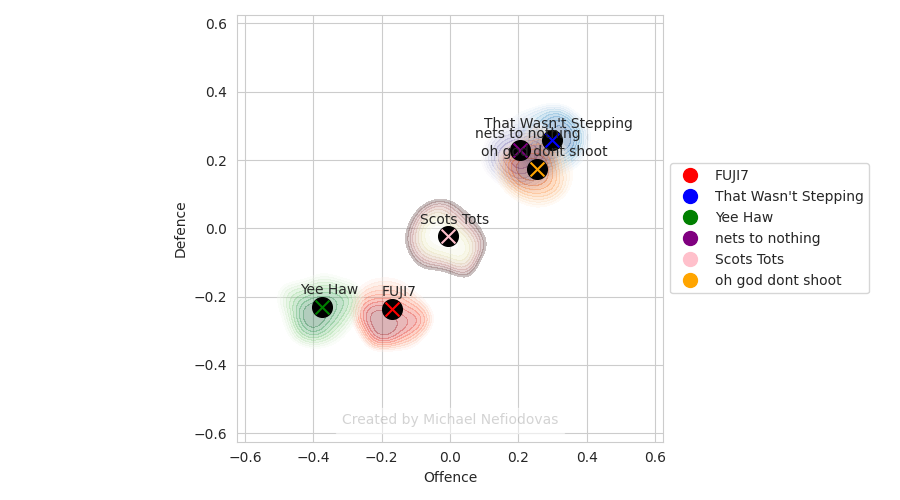 0.6
0.4
0.2
0.0
−0.2
−0.4
−0.6
Defence
That Wasn't Stepping
nets to nothing
oh god dont shoot
Scots Tots
Yee Haw
FUJI7
Created by Michael Nefiodovas
−0.6 −0.4 −0.2 0.0 0.2 0.4 0.6
Offence
FUJI7
That Wasn't Stepping
Yee Haw
nets to nothing
Scots Tots
oh god dont shoot